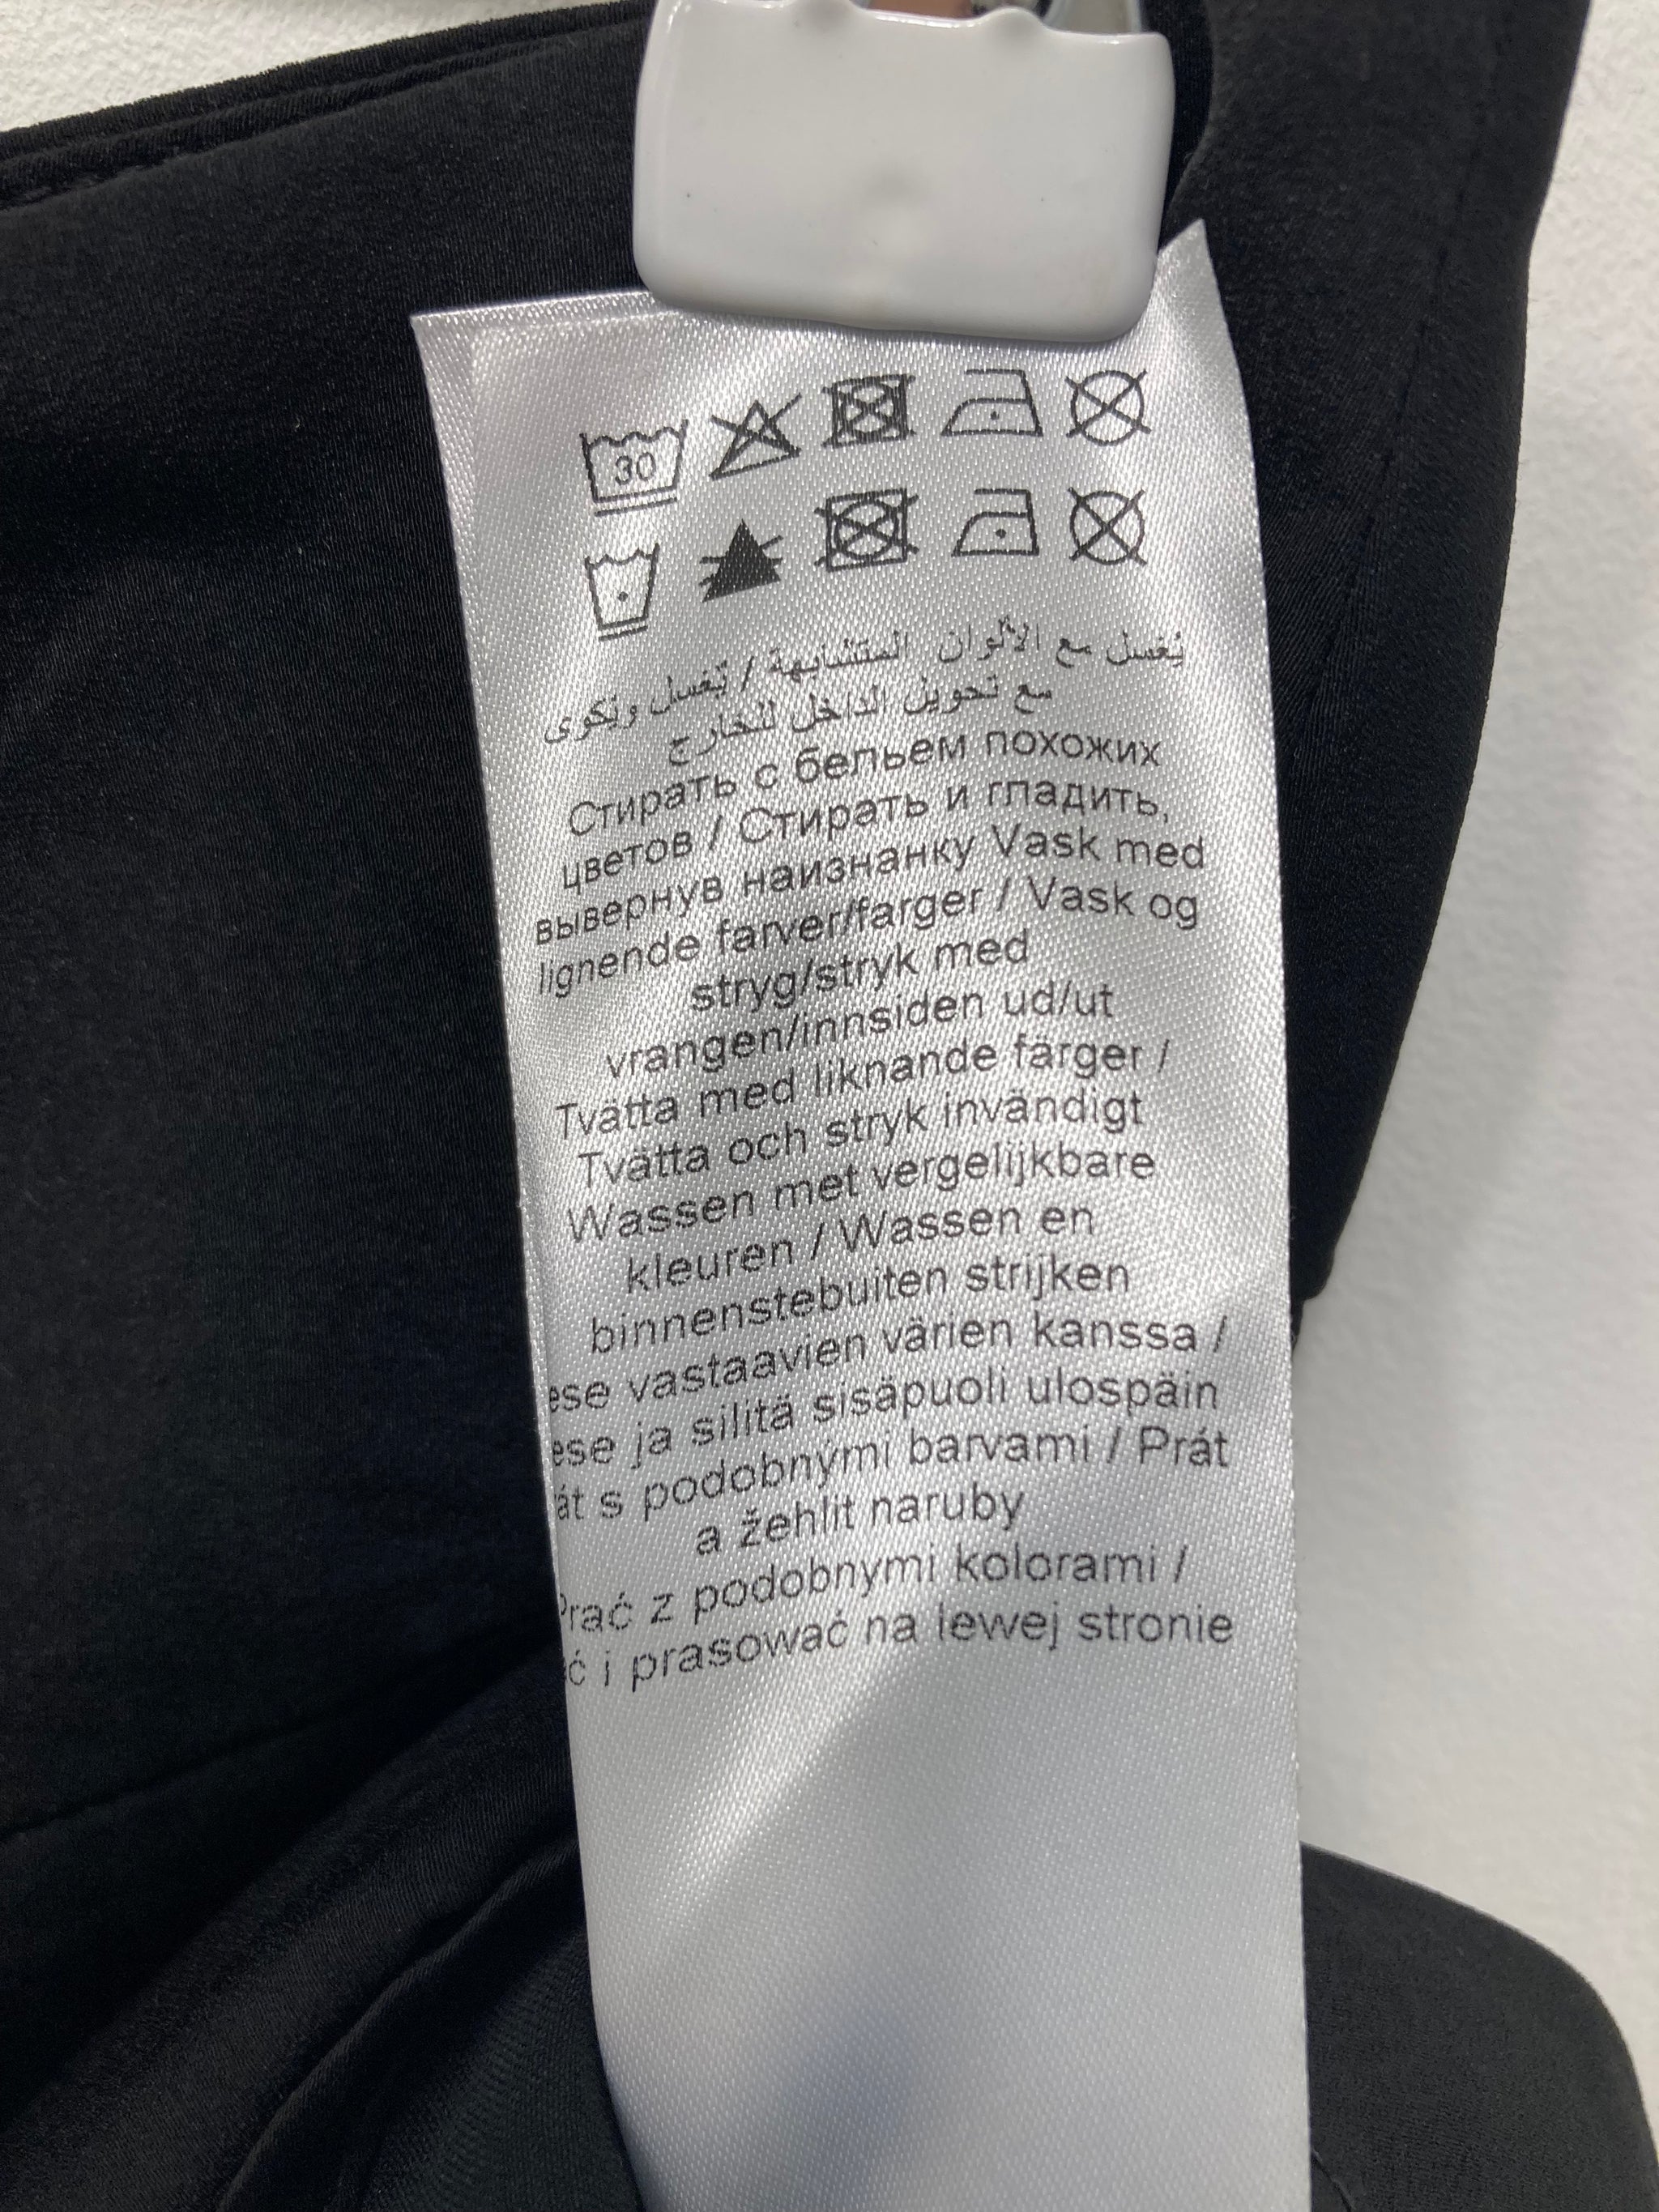 30
يُغسل مع الألوان المتشابهة / تُغسل وتكوى
مع تحويل الداخل للخارج
Стирать с бельем похожих
цветов / Стирать и гладить,
вывернув наизнанку Vask med
lignende farver/farger / Vask og
stryg/stryk med
vrangen/innsiden ud/ut
Tvätta med liknande färger /
Tvätta och stryk invändigt
Wassen met vergelijkbare
kleuren / Wassen en
binnenstebuiten strijken
ese vastaavien värien kanssa /
ese ja silitä sisäpuoli ulospäin
át s podobnými barvami / Prát
a žehlit naruby
Prać z podobnymi kolorami /
ć i prasować na lewej stronie